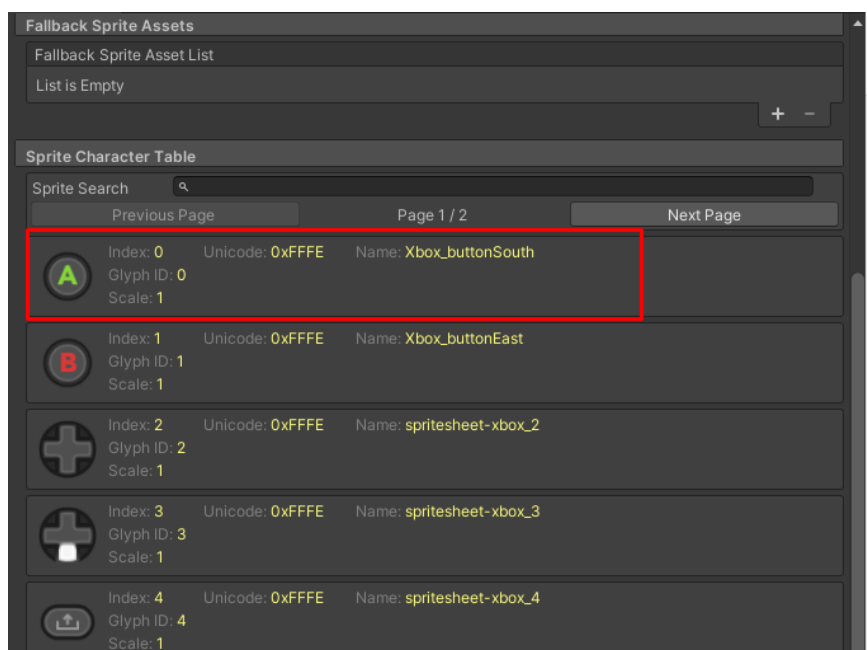 Fallback Sprite Assets
Fallback Sprite Asset List
List is Empty
+ −
Sprite Character Table
Sprite Search
Previous Page Page 1 / 2 Next Page
A
Index: 0 Unicode: 0xFFFE Name: Xbox_buttonSouth
Glyph ID: 0
Scale: 1
B
Index: 1 Unicode: 0xFFFE Name: Xbox_buttonEast
Glyph ID: 1
Scale: 1
Index: 2 Unicode: 0xFFFE Name: spritesheet-xbox_2
Glyph ID: 2
Scale: 1
Index: 3 Unicode: 0xFFFE Name: spritesheet-xbox_3
Glyph ID: 3
Scale: 1
Index: 4 Unicode: 0xFFFE Name: spritesheet-xbox_4
Glyph ID: 4
Scale: 1